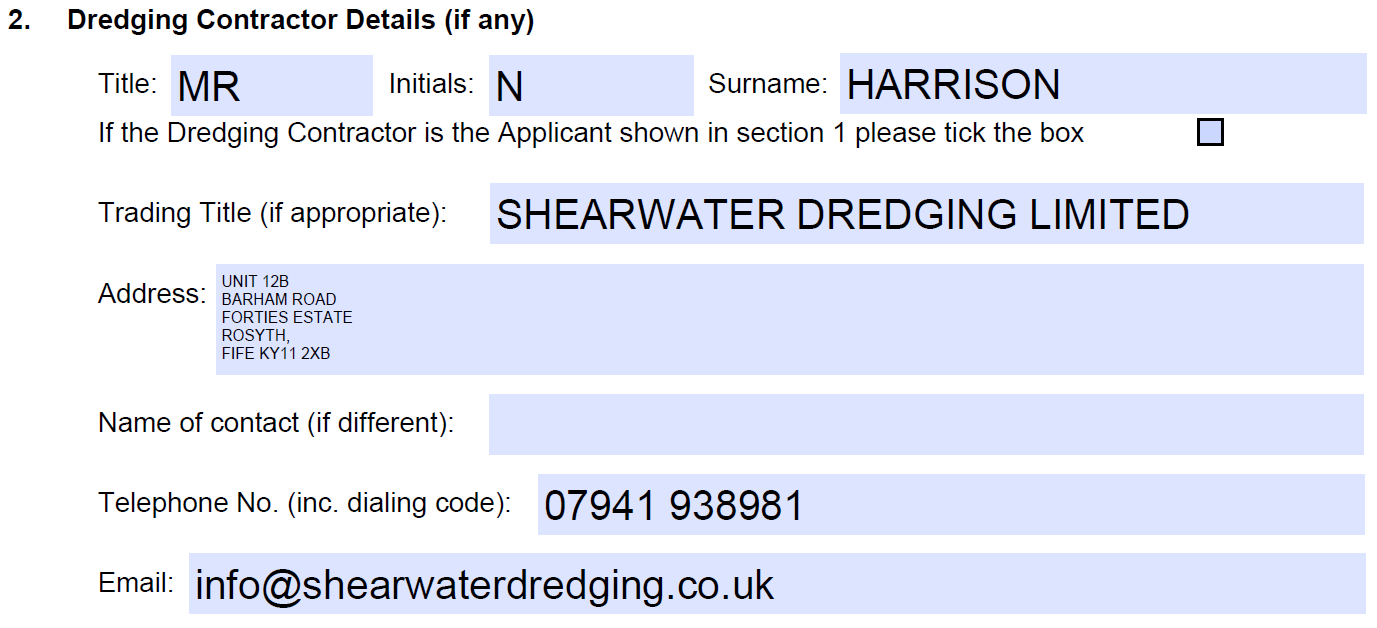 2. Dredging Contractor Details (if any)
Title: MR Initials: N Surname: HARRISON
If the Dredging Contractor is the Applicant shown in section 1 please tick the box
Trading Title (if appropriate): SHEARWATER DREDGING LIMITED
Address: UNIT 12B
BARHAM ROAD
FORTIES ESTATE
ROSYTH,
FIFE KY11 2XB
Name of contact (if different):
Telephone No. (inc. dialing code): 07941 938981
Email: info@shearwaterdredging.co.uk